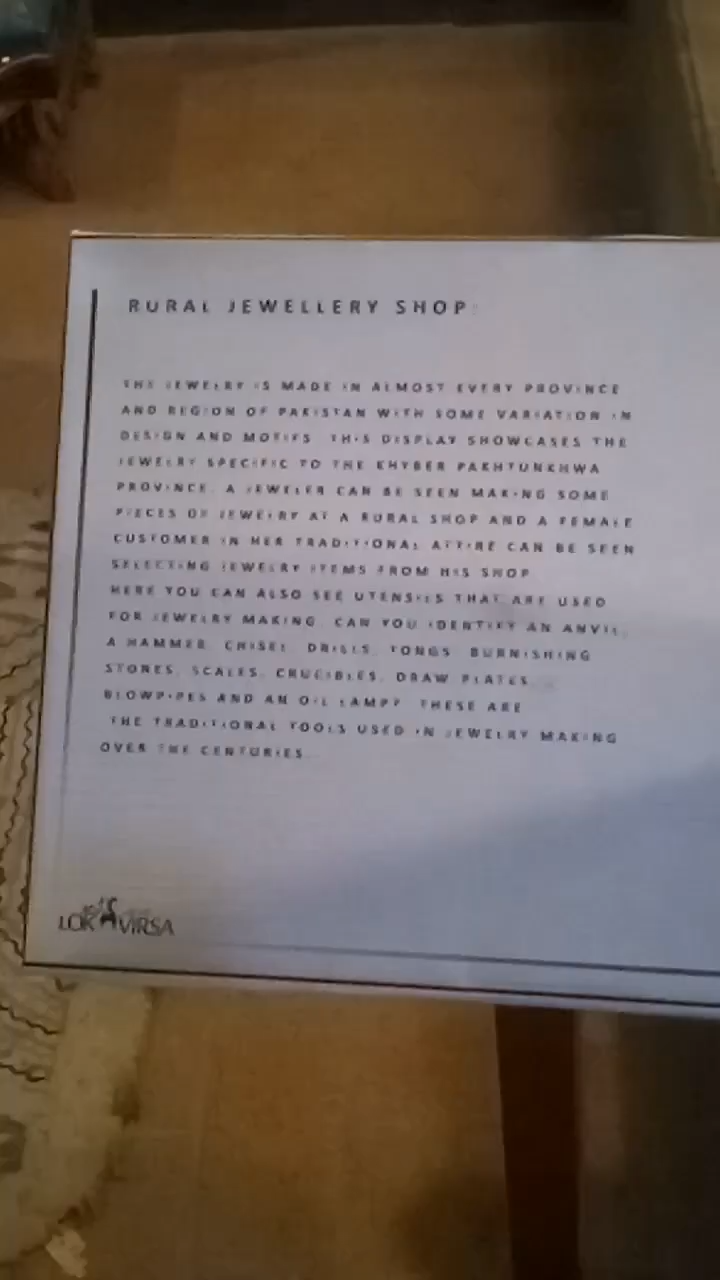 RURAL JEWELLERY SHOP
THE JEWELRY IS MADE IN ALMOST EVERY PROVINCE
AND REGION OF PAKISTAN WITH SOME VARIATION IN
DESIGN AND MOTIFS. THIS DISPLAY SHOWCASES THE
JEWELRY SPECIFIC TO THE KHYBER PAKHTUNKHWA
PROVINCE. A JEWELER CAN BE SEEN MAKING SOME
PIECES OF JEWELRY AT A RURAL SHOP AND A FEMALE
CUSTOMER IN HER TRADITIONAL ATTIRE CAN BE SEEN
SELECTING JEWELRY ITEMS FROM HIS SHOP
HERE YOU CAN ALSO SEE UTENSILS THAT ARE USED
FOR JEWELRY MAKING. CAN YOU IDENTIFY AN ANVIL,
A HAMMER, CHISEL, DRILLS, TONGS, BURNISHING
STONES, SCALES, CRUCIBLES, DRAW PLATES,
BLOWPIPES AND AN OIL LAMP? THESE ARE
THE TRADITIONAL TOOLS USED IN JEWELRY MAKING
OVER THE CENTURIES.
LOK VIRSA